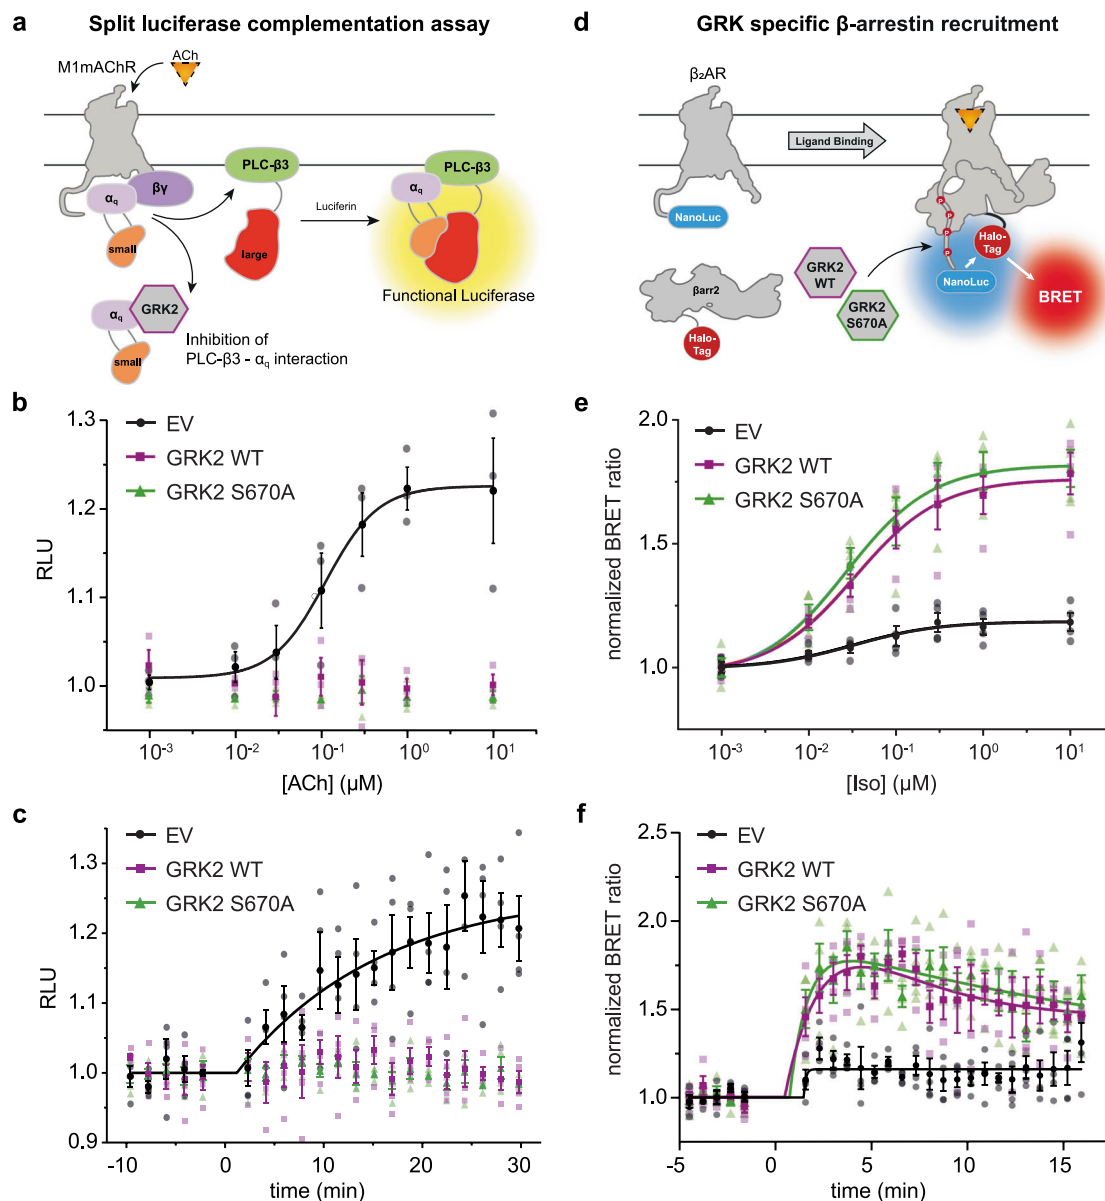 a Split luciferase complementation assay
M1mAChR
ACh
αq
βγ
small
PLC-β3
large
Luciferin
PLC-β3
αq
Functional Luciferase
αq
GRK2
small
Inhibition of
PLC-β3 - αq interaction
d GRK specific β-arrestin recruitment
β₂AR
Ligand Binding
NanoLuc
βarr2
Halo-
Tag
GRK2
WT
GRK2
S670A
P
P
P
P
Halo-
Tag
NanoLuc
BRET
b
EV
GRK2 WT
GRK2 S670A
RLU
1.3
1.2
1.1
1.0
10⁻³ 10⁻² 10⁻¹ 10⁰ 10¹
[ACh] (µM)
e
EV
GRK2 WT
GRK2 S670A
normalized BRET ratio
2.0
1.5
1.0
10⁻³ 10⁻² 10⁻¹ 10⁰ 10¹
[Iso] (µM)
c
EV
GRK2 WT
GRK2 S670A
RLU
1.3
1.2
1.1
1.0
0.9
-10 0 10 20 30
time (min)
f
EV
GRK2 WT
GRK2 S670A
normalized BRET ratio
2.5
2.0
1.5
1.0
-5 0 5 10 15
time (min)